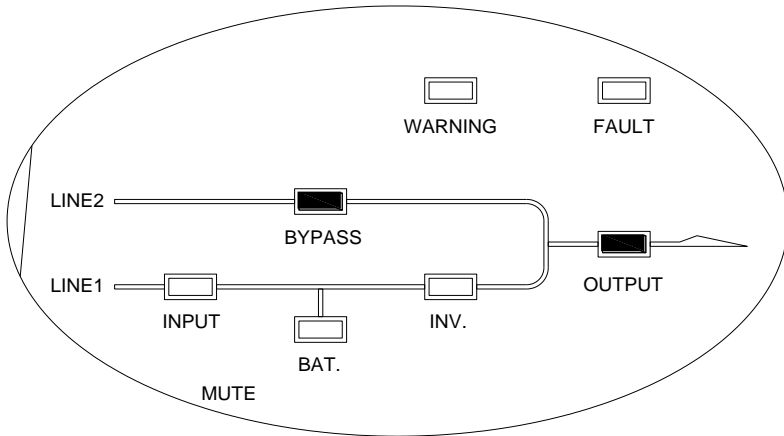 WARNING FAULT
LINE2
BYPASS
LINE1
OUTPUT
INPUT
INV.
BAT.
MUTE